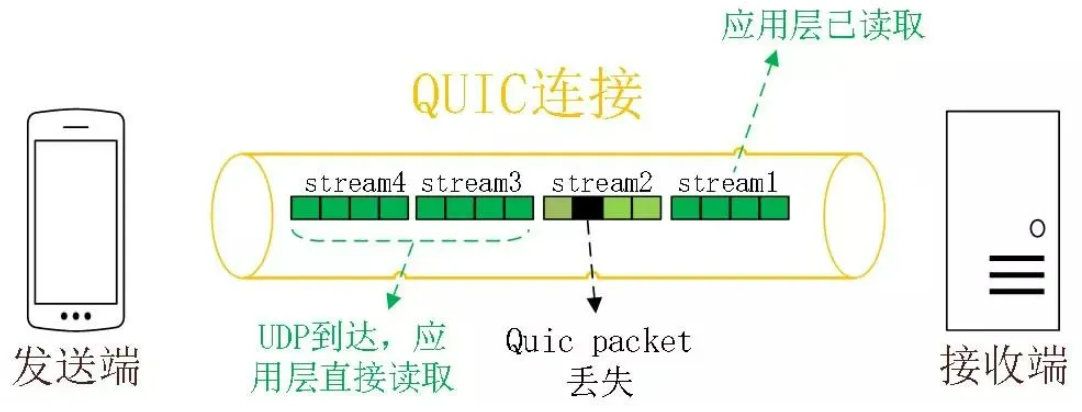 应用层已读取
QUIC连接
stream4 stream3 stream2 stream1
UDP到达，应
用层直接读取
Quic packet
丢失
发送端
接收端